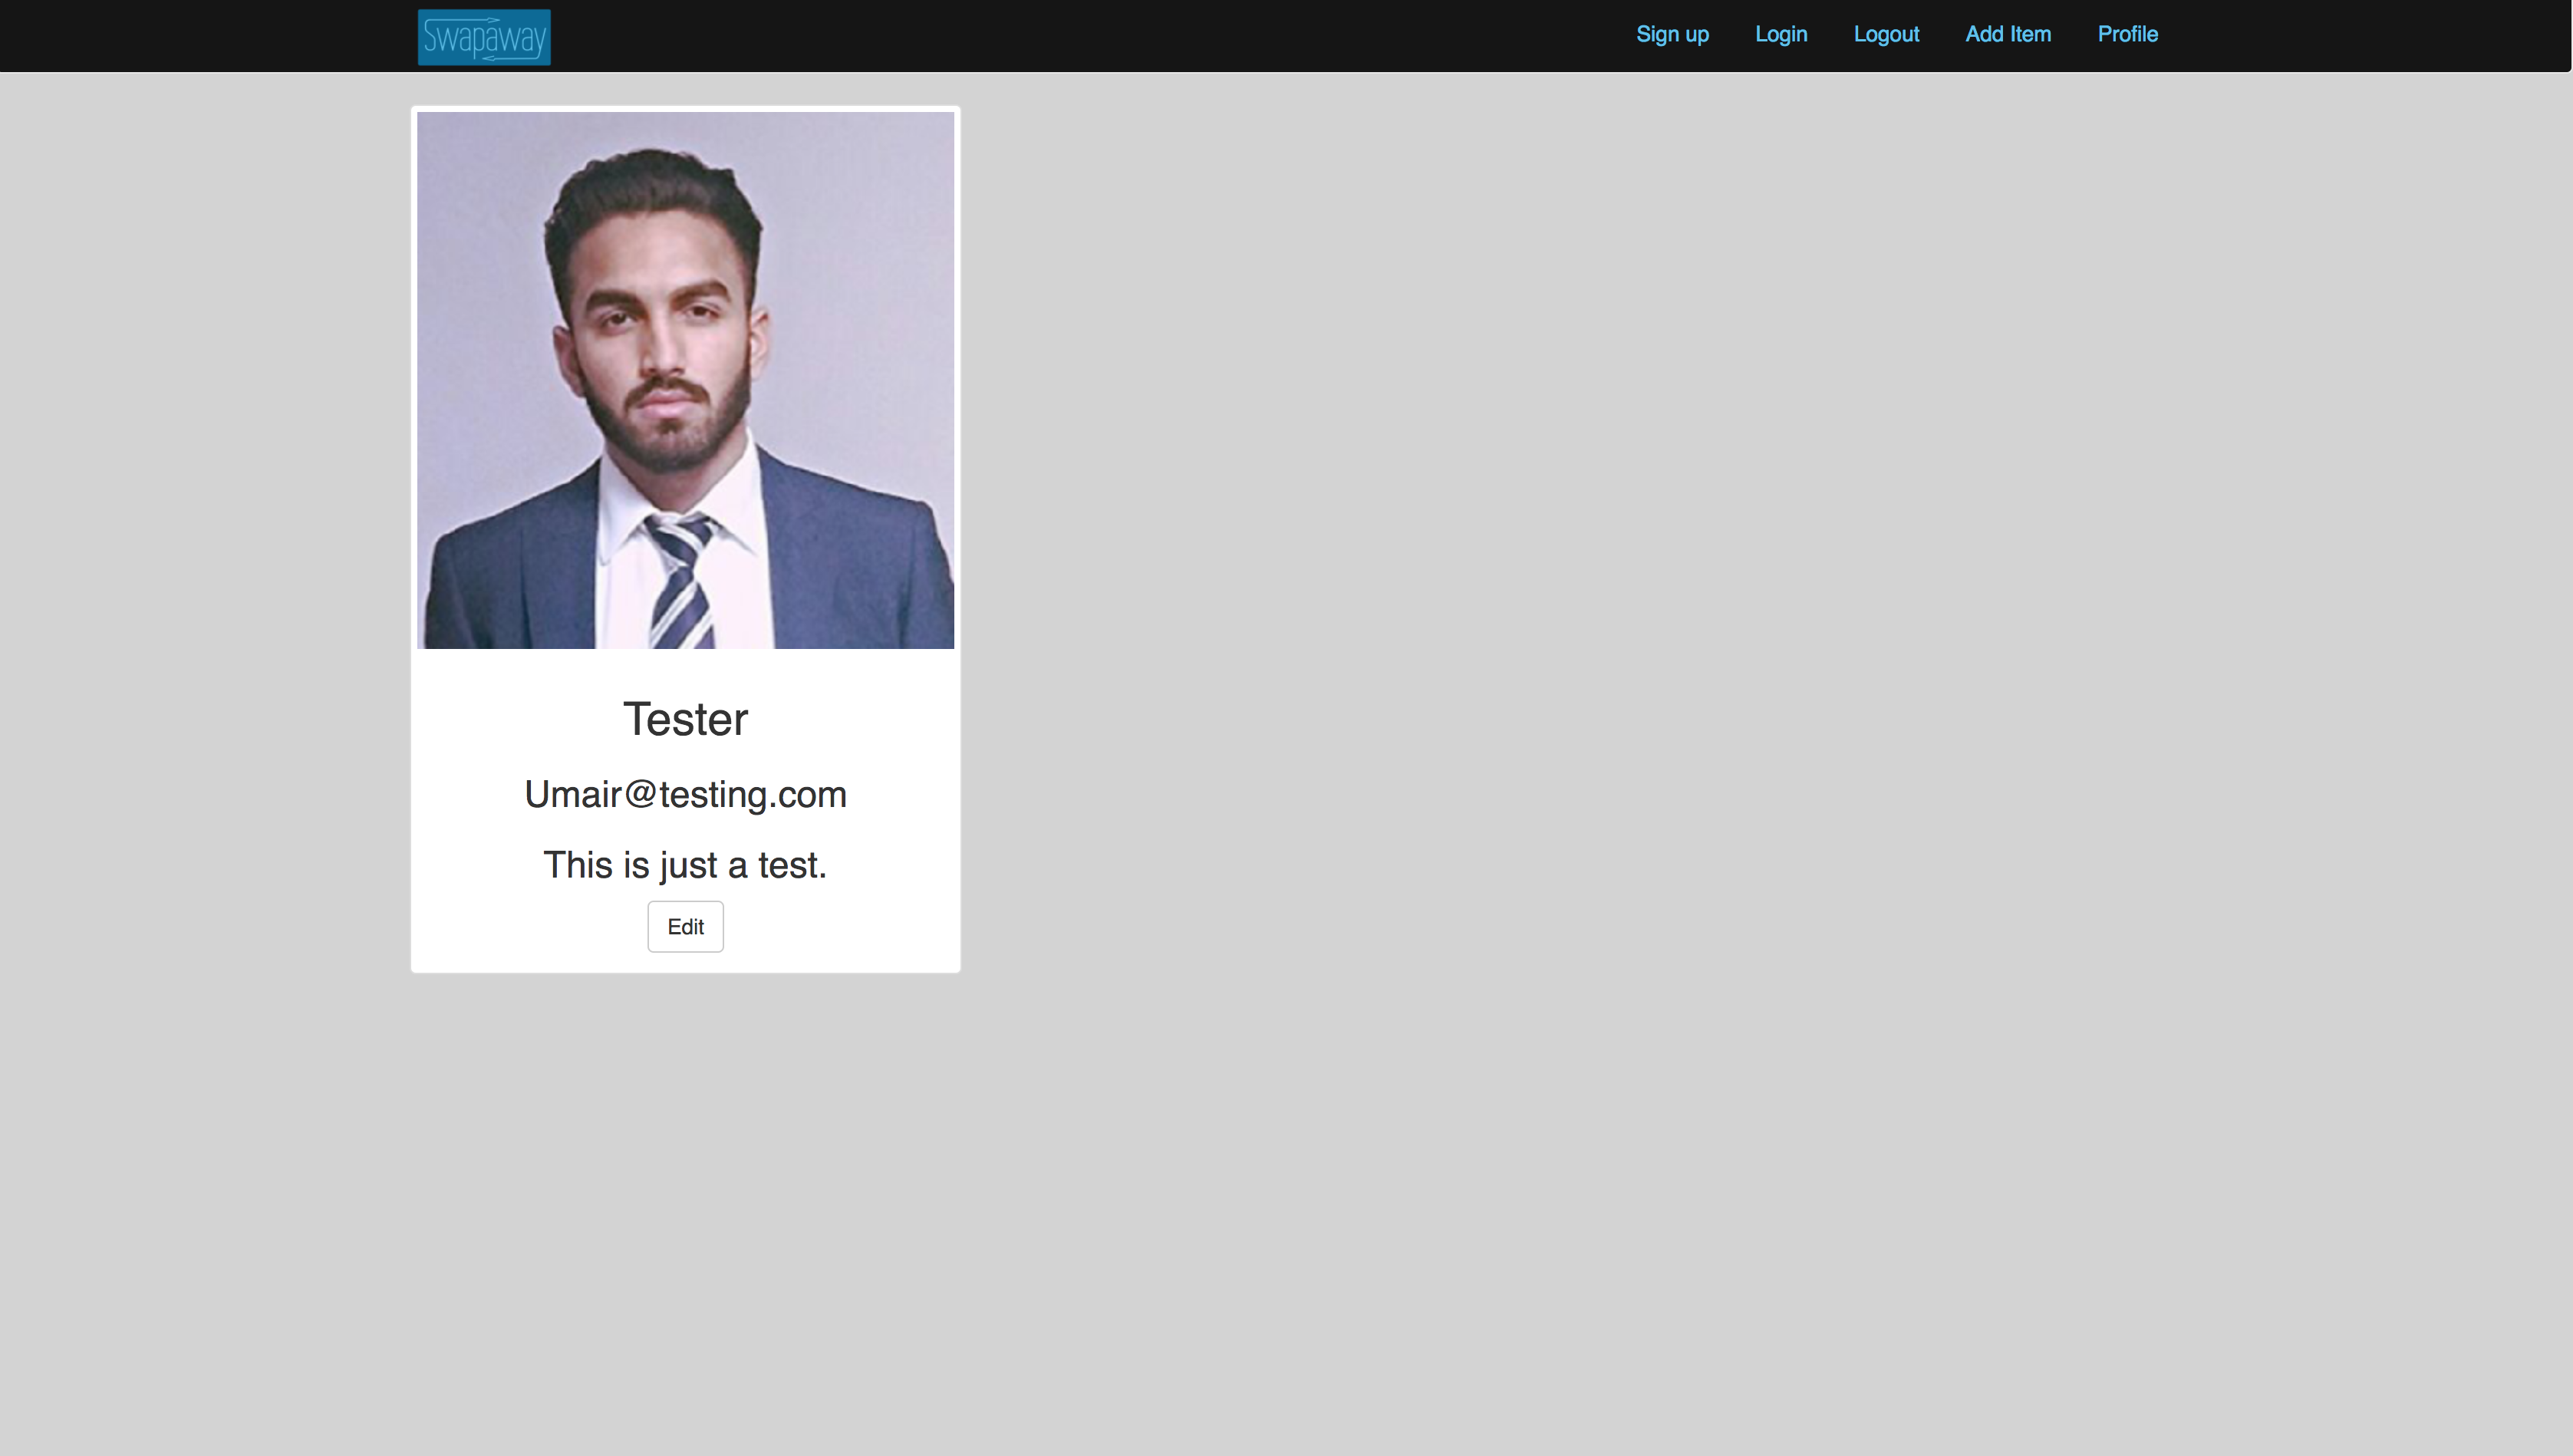 Swapaway
Sign up Login Logout Add Item Profile
Tester
Umair@testing.com
This is just a test.
Edit